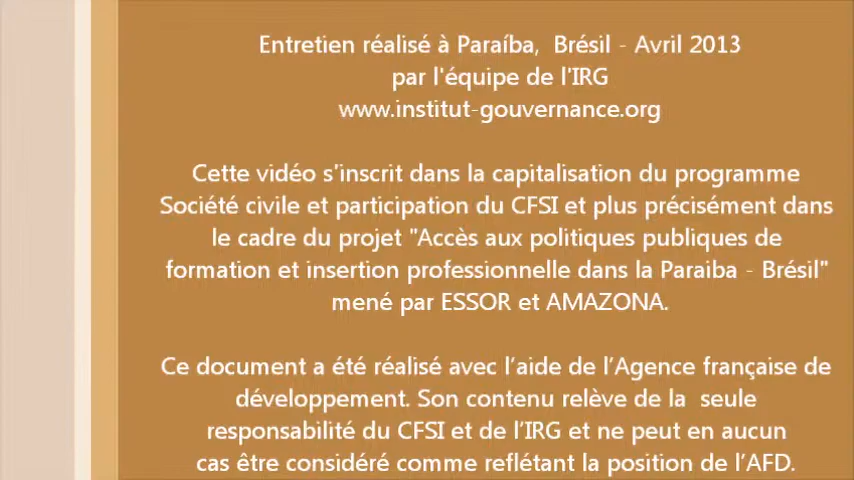 Entretien réalisé à Paraíba, Brésil - Avril 2013
par l'équipe de l'IRG
www.institut-gouvernance.org
Cette vidéo s'inscrit dans la capitalisation du programme
Société civile et participation du CFSI et plus précisément dans
le cadre du projet "Accès aux politiques publiques de
formation et insertion professionnelle dans la Paraiba - Brésil"
mené par ESSOR et AMAZONA.
Ce document a été réalisé avec l’aide de l’Agence française de
développement. Son contenu relève de la seule
responsabilité du CFSI et de l’IRG et ne peut en aucun
cas être considéré comme reflétant la position de l’AFD.